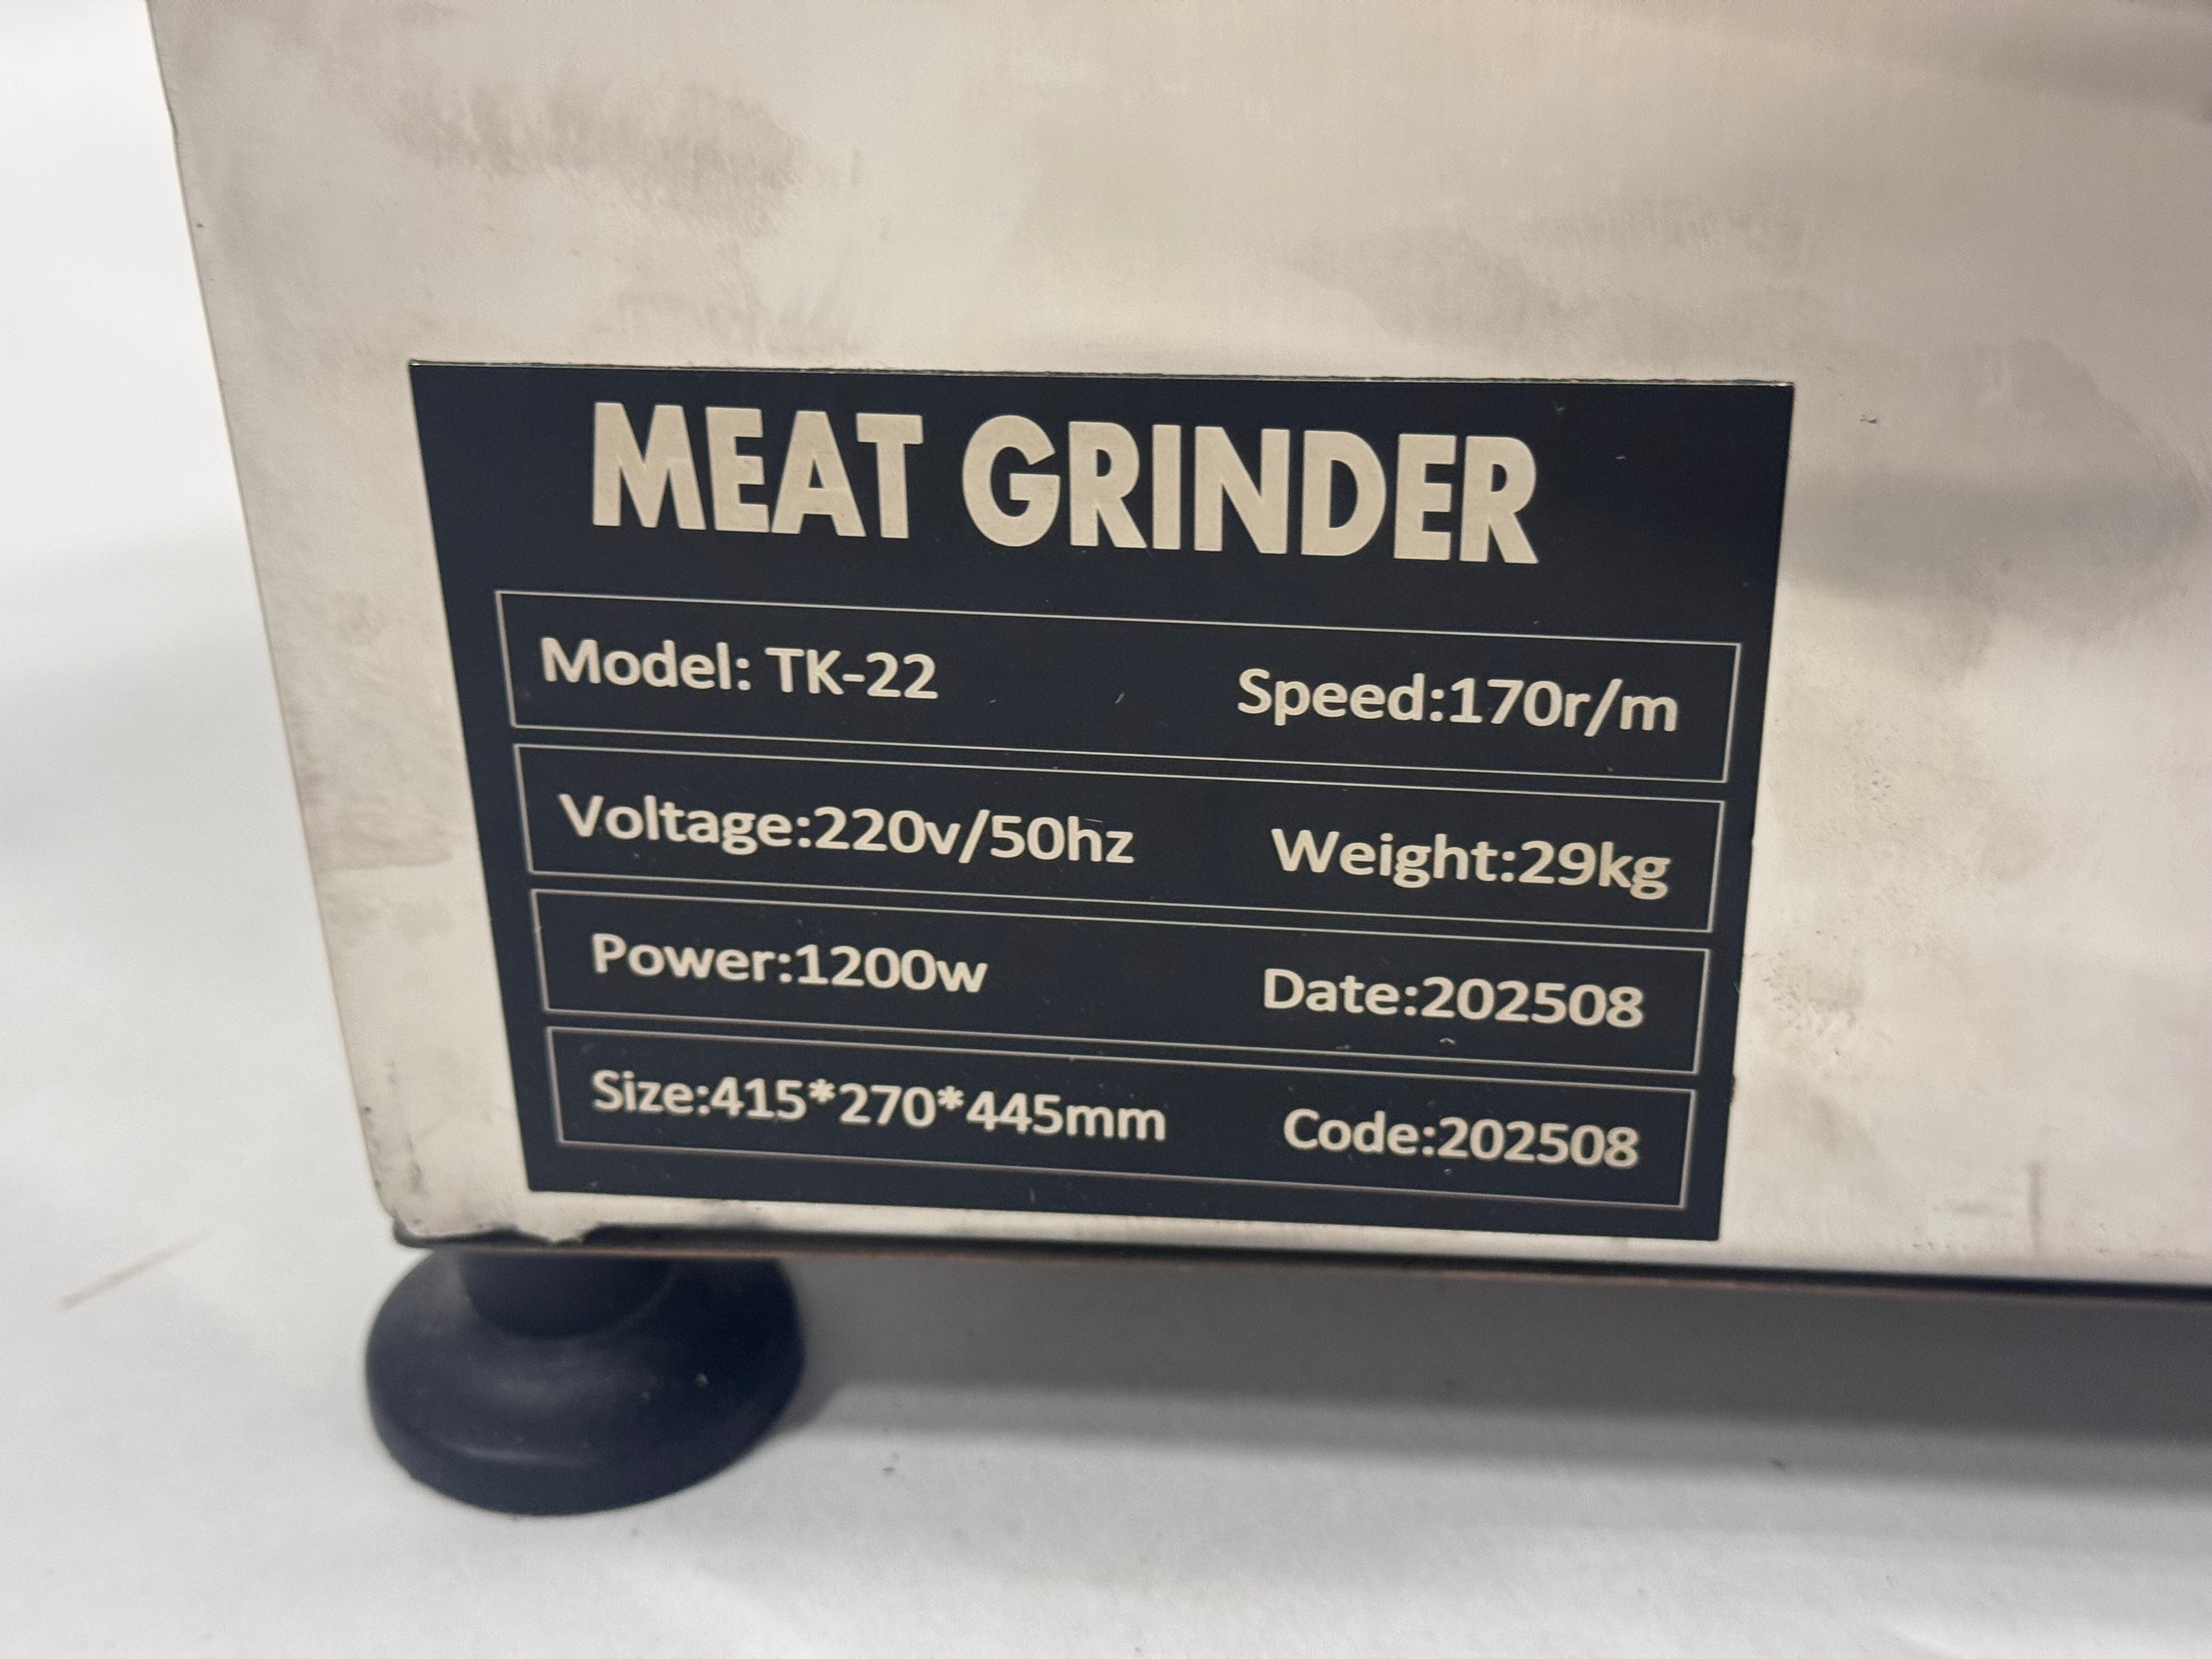 MEAT GRINDER
Model: TK-22 Speed:170r/m
Voltage:220v/50hz Weight:29kg
Power:1200w Date:202508
Size:415*270*445mm Code:202508